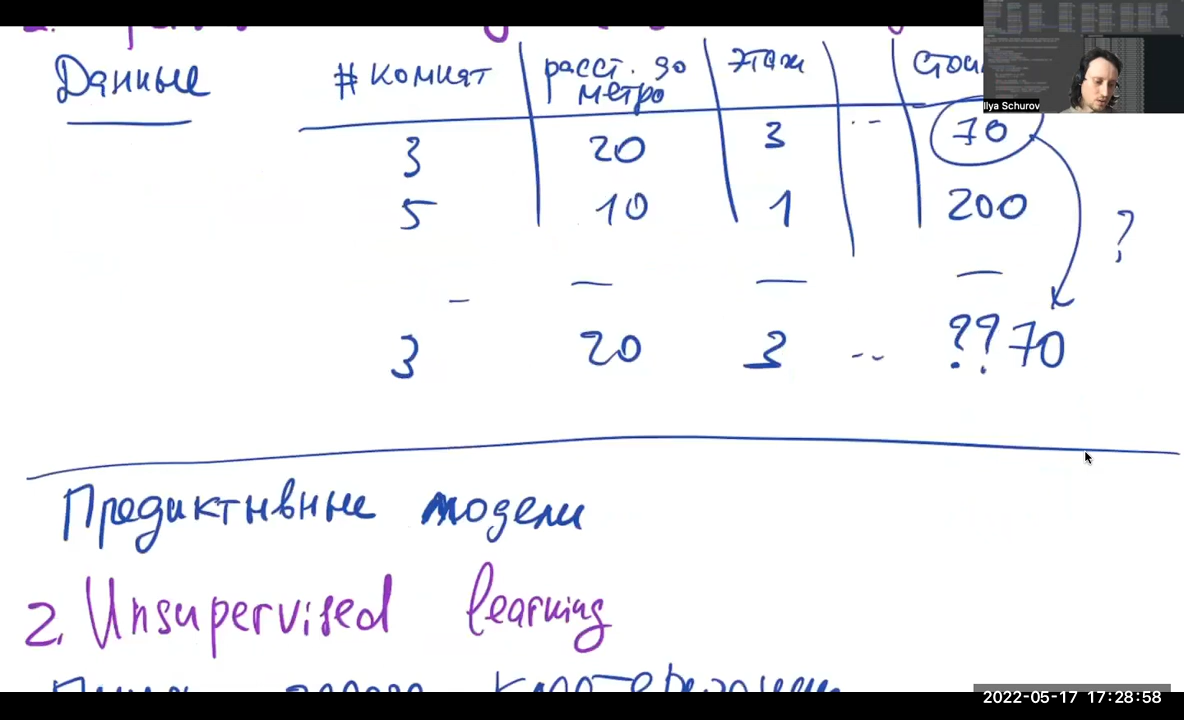 Данные
# комнат расст. до метро этаж
3 20 3 -- 70
5 10 1 200 ?
— — — —
3 20 3 -- ?? 70
Предиктивные модели
2. Unsupervised learning
Ilya Schurov
2022-05-17 17:28:58